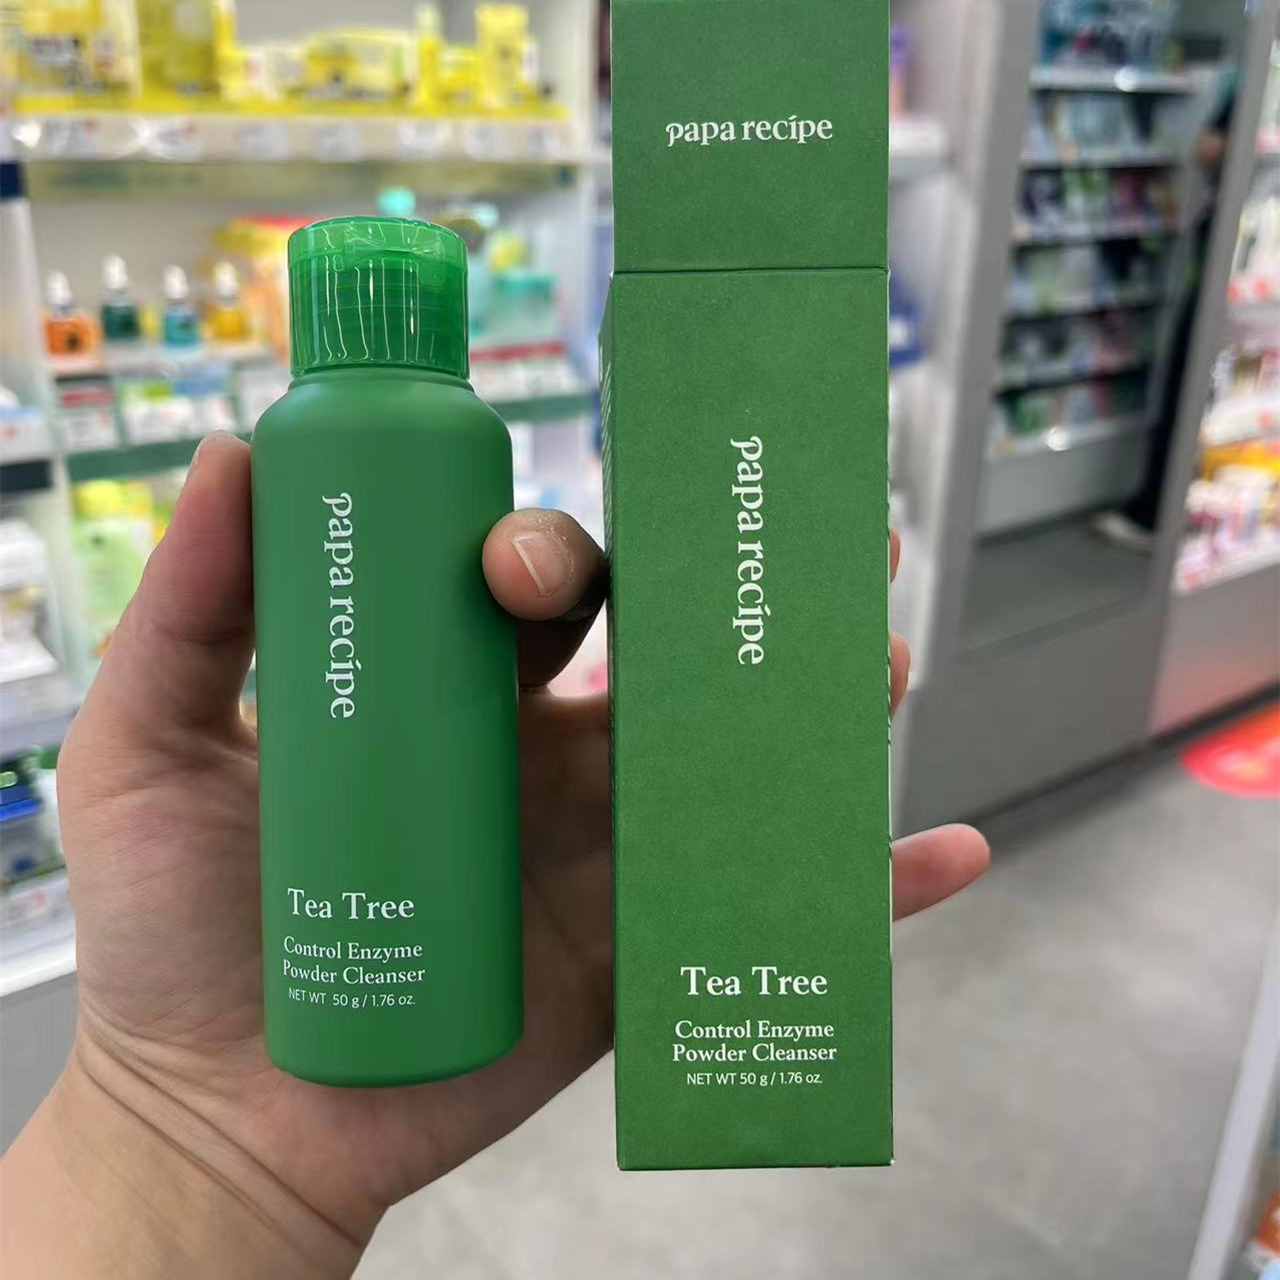 papa recipe
Tea Tree
Control Enzyme
Powder Cleanser
NET WT 50 g / 1.76 oz.
papa recipe
papa recipe
Tea Tree
Control Enzyme
Powder Cleanser
NET WT 50 g / 1.76 oz.